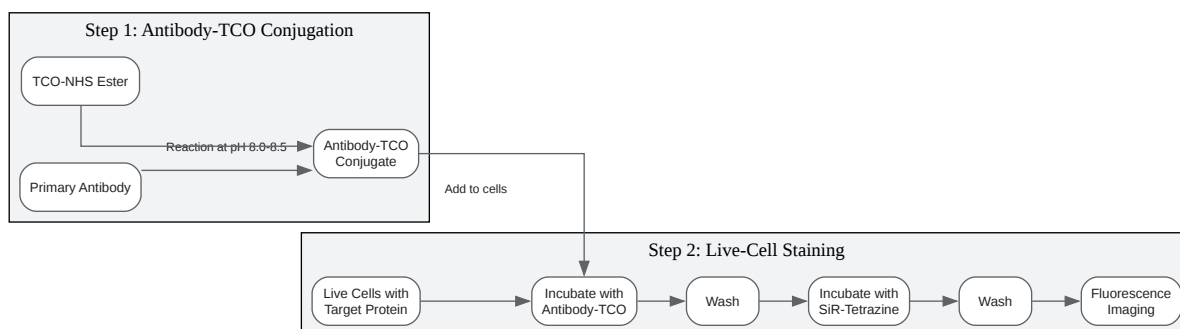 Step 1: Antibody-TCO Conjugation
TCO-NHS Ester
Reaction at pH 8.0-8.5
Antibody-TCO
Conjugate
Primary Antibody
Add to cells
Step 2: Live-Cell Staining
Live Cells with
Target Protein
Incubate with
Antibody-TCO
Wash
Incubate with
SiR-Tetrazine
Wash
Fluorescence
Imaging